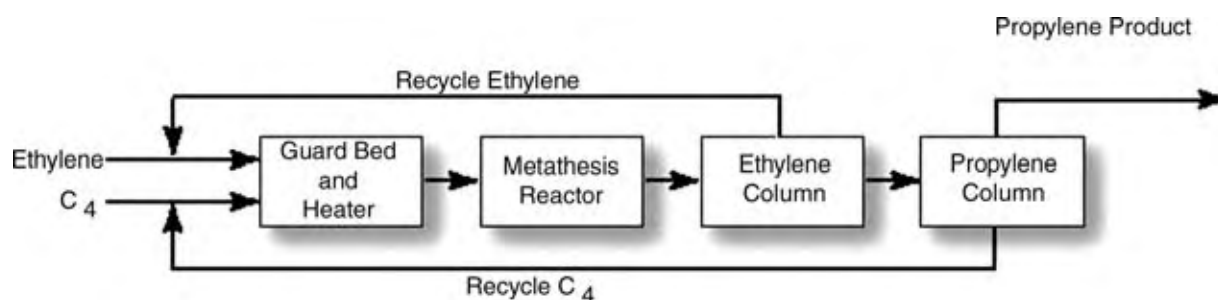 Propylene Product
Recycle Ethylene
Ethylene
C 4
Guard Bed
and
Heater
Metathesis
Reactor
Ethylene
Column
Propylene
Column
Recycle C 4